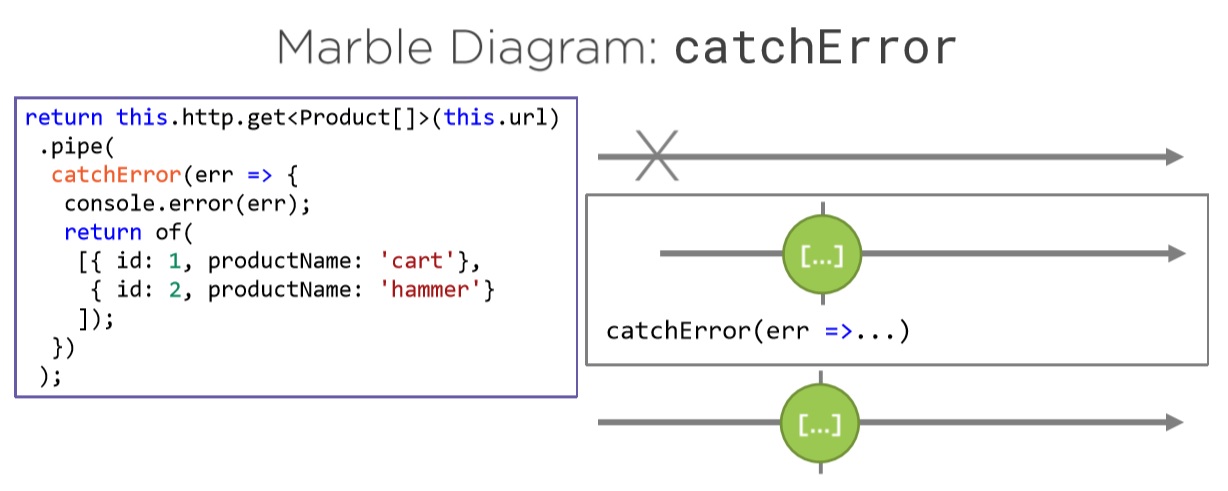 Marble Diagram: catchError
return this.http.get<Product[]>(this.url)
.pipe(
catchError(err => {
console.error(err);
return of(
[{ id: 1, productName: 'cart'},
{ id: 2, productName: 'hammer'}
]);
})
);
[...]
catchError(err =>...)
[...]